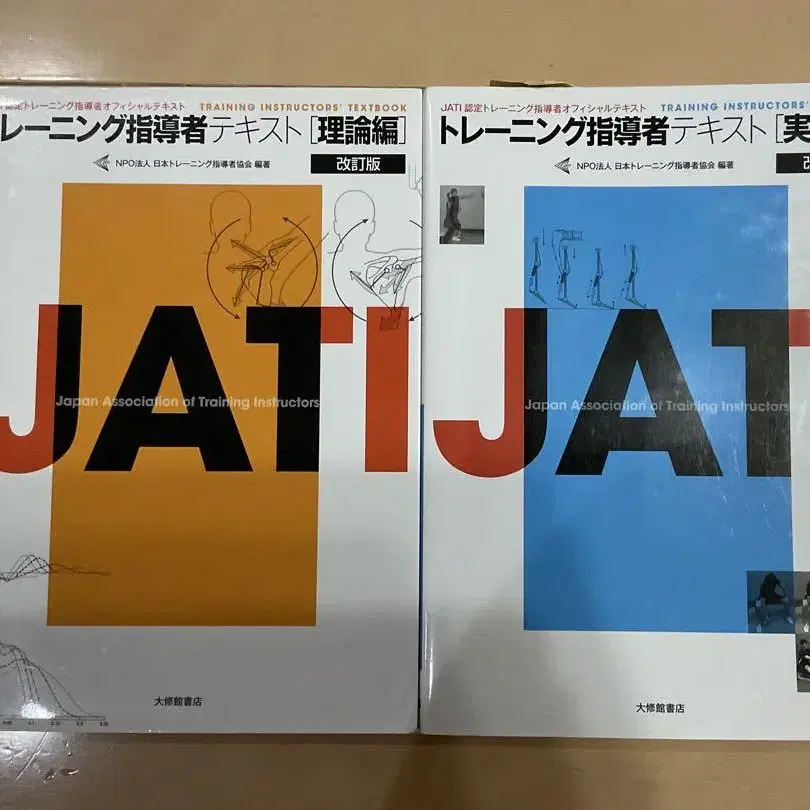 認定トレーニング指導者オフィシャルテキスト TRAINING INSTRUCTORS' TEXTBOOK
レーニング指導者テキスト[理論編]
NPO法人 日本トレーニング指導者協会 編著
改訂版
JATI
Japan Association of Training Instructors
大修館書店
JATI認定トレーニング指導者オフィシャルテキスト TRAINING INSTRUCTORS'
トレーニング指導者テキスト[実
NPO法人 日本トレーニング指導者協会 編著
改
JAT
Japan Association of Training Instructors
大修館書店